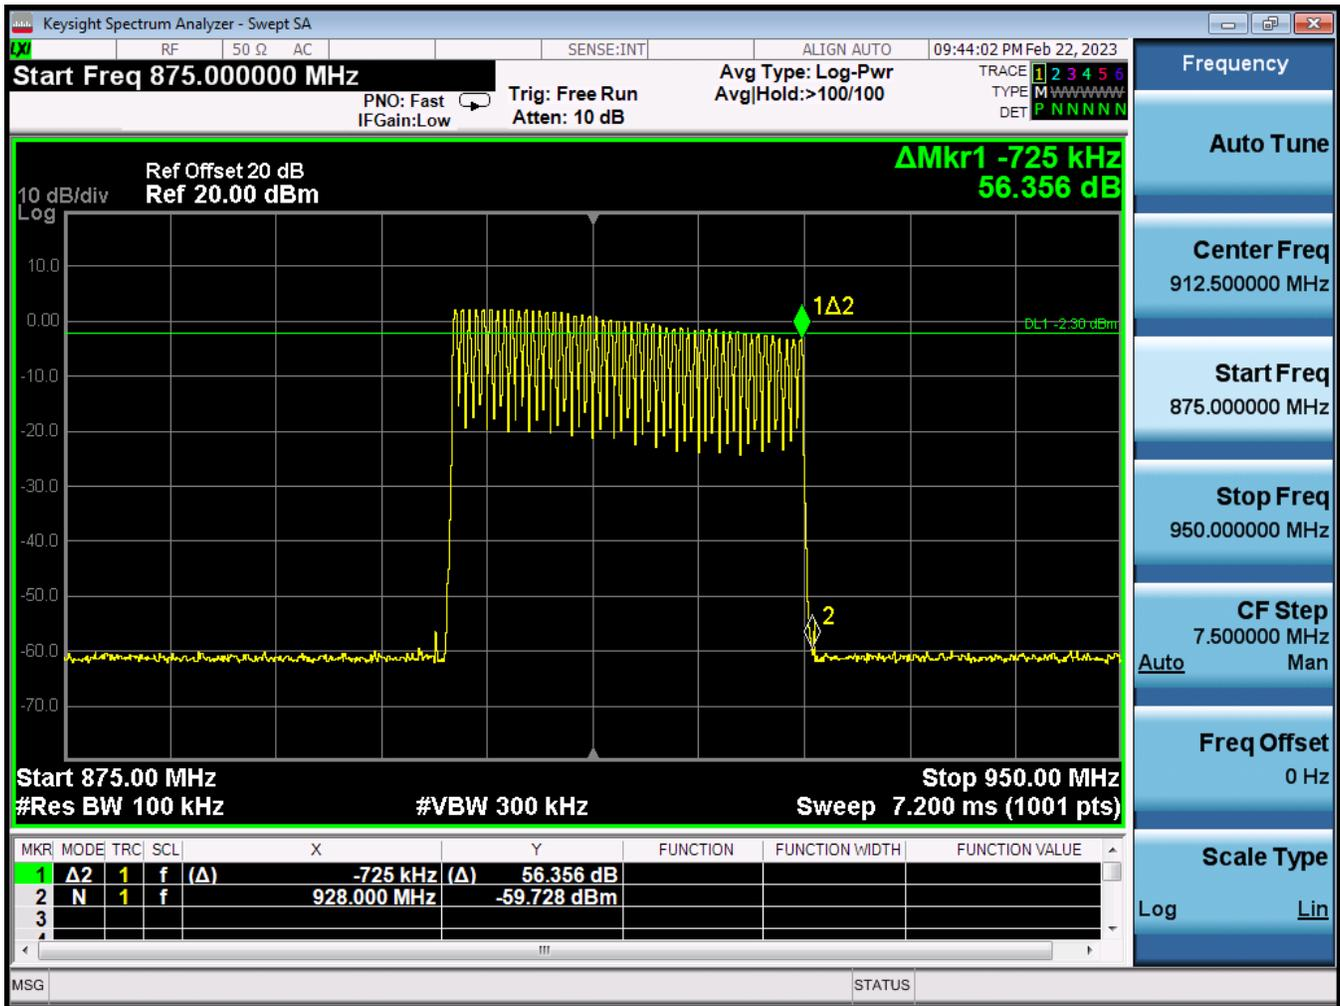 Keysight Spectrum Analyzer - Swept SA
LXI RF 50 Ω AC SENSE:INT ALIGN AUTO 09:44:02 PM Feb 22, 2023
Start Freq 875.000000 MHz
PNO: Fast
IFGain:Low
Trig: Free Run
Atten: 10 dB
Avg Type: Log-Pwr
Avg|Hold:>100/100
TRACE 1 2 3 4 5 6
TYPE M WWWWW
DET P N N N N N
ΔMkr1 -725 kHz
56.356 dB
Ref Offset 20 dB
10 dB/div Ref 20.00 dBm
Log
10.0
0.00
-10.0
-20.0
-30.0
-40.0
-50.0
-60.0
-70.0
1Δ2
DL1 -2.30 dBm
2
Start 875.00 MHz Stop 950.00 MHz
#Res BW 100 kHz #VBW 300 kHz Sweep 7.200 ms (1001 pts)
MKR MODE TRC SCL X Y FUNCTION FUNCTION WIDTH FUNCTION VALUE
1 Δ2 1 f (Δ) -725 kHz (Δ) 56.356 dB
2 N 1 f 928.000 MHz -59.728 dBm
3
4
MSG STATUS
Frequency
Auto Tune
Center Freq
912.500000 MHz
Start Freq
875.000000 MHz
Stop Freq
950.000000 MHz
CF Step
7.500000 MHz
Auto Man
Freq Offset
0 Hz
Scale Type
Log Lin